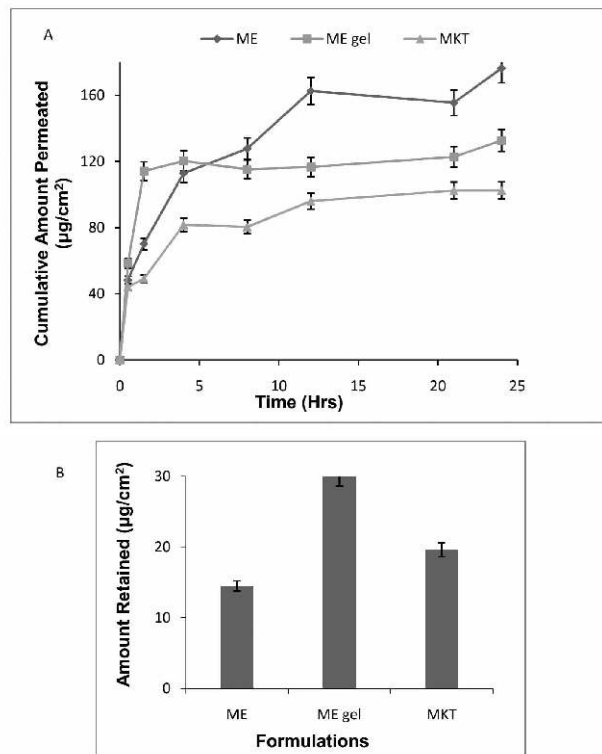 A
ME ME gel MKT
Cumulative Amount Permeated
(µg/cm²)
160
120
80
40
0
0 5 10 15 20 25
Time (Hrs)
B
Amount Retained (µg/cm²)
30
20
10
0
ME ME gel MKT
Formulations